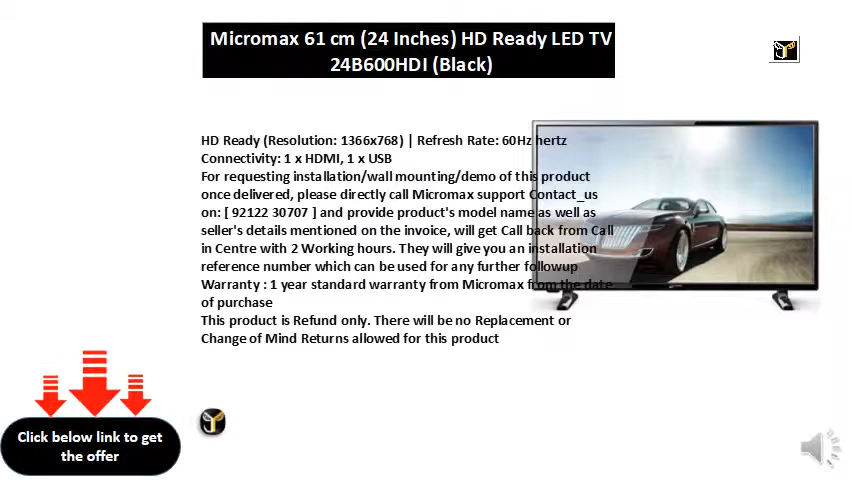 Micromax 61 cm (24 Inches) HD Ready LED TV
24B600HDI (Black)
HD Ready (Resolution: 1366x768) | Refresh Rate: 60Hz hertz
Connectivity: 1 x HDMI, 1 x USB
For requesting installation/wall mounting/demo of this product
once delivered, please directly call Micromax support Contact_us
on: [ 92122 30707 ] and provide product's model name as well as
seller's details mentioned on the invoice, will get Call back from Call
in Centre with 2 Working hours. They will give you an installation
reference number which can be used for any further followup
Warranty : 1 year standard warranty from Micromax from the date
of purchase
This product is Refund only. There will be no Replacement or
Change of Mind Returns allowed for this product
Click below link to get
the offer